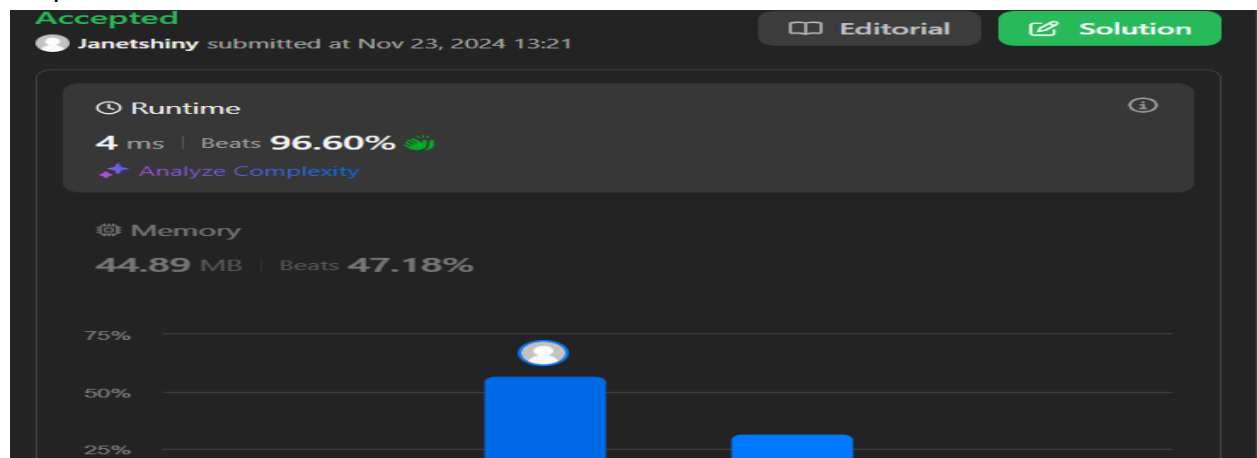 Accepted
Editorial
Solution
Janetshiny submitted at Nov 23, 2024 13:21
Runtime
4 ms | Beats 96.60%
Analyze Complexity
Memory
44.89 MB | Beats 47.18%
75%
50%
25%